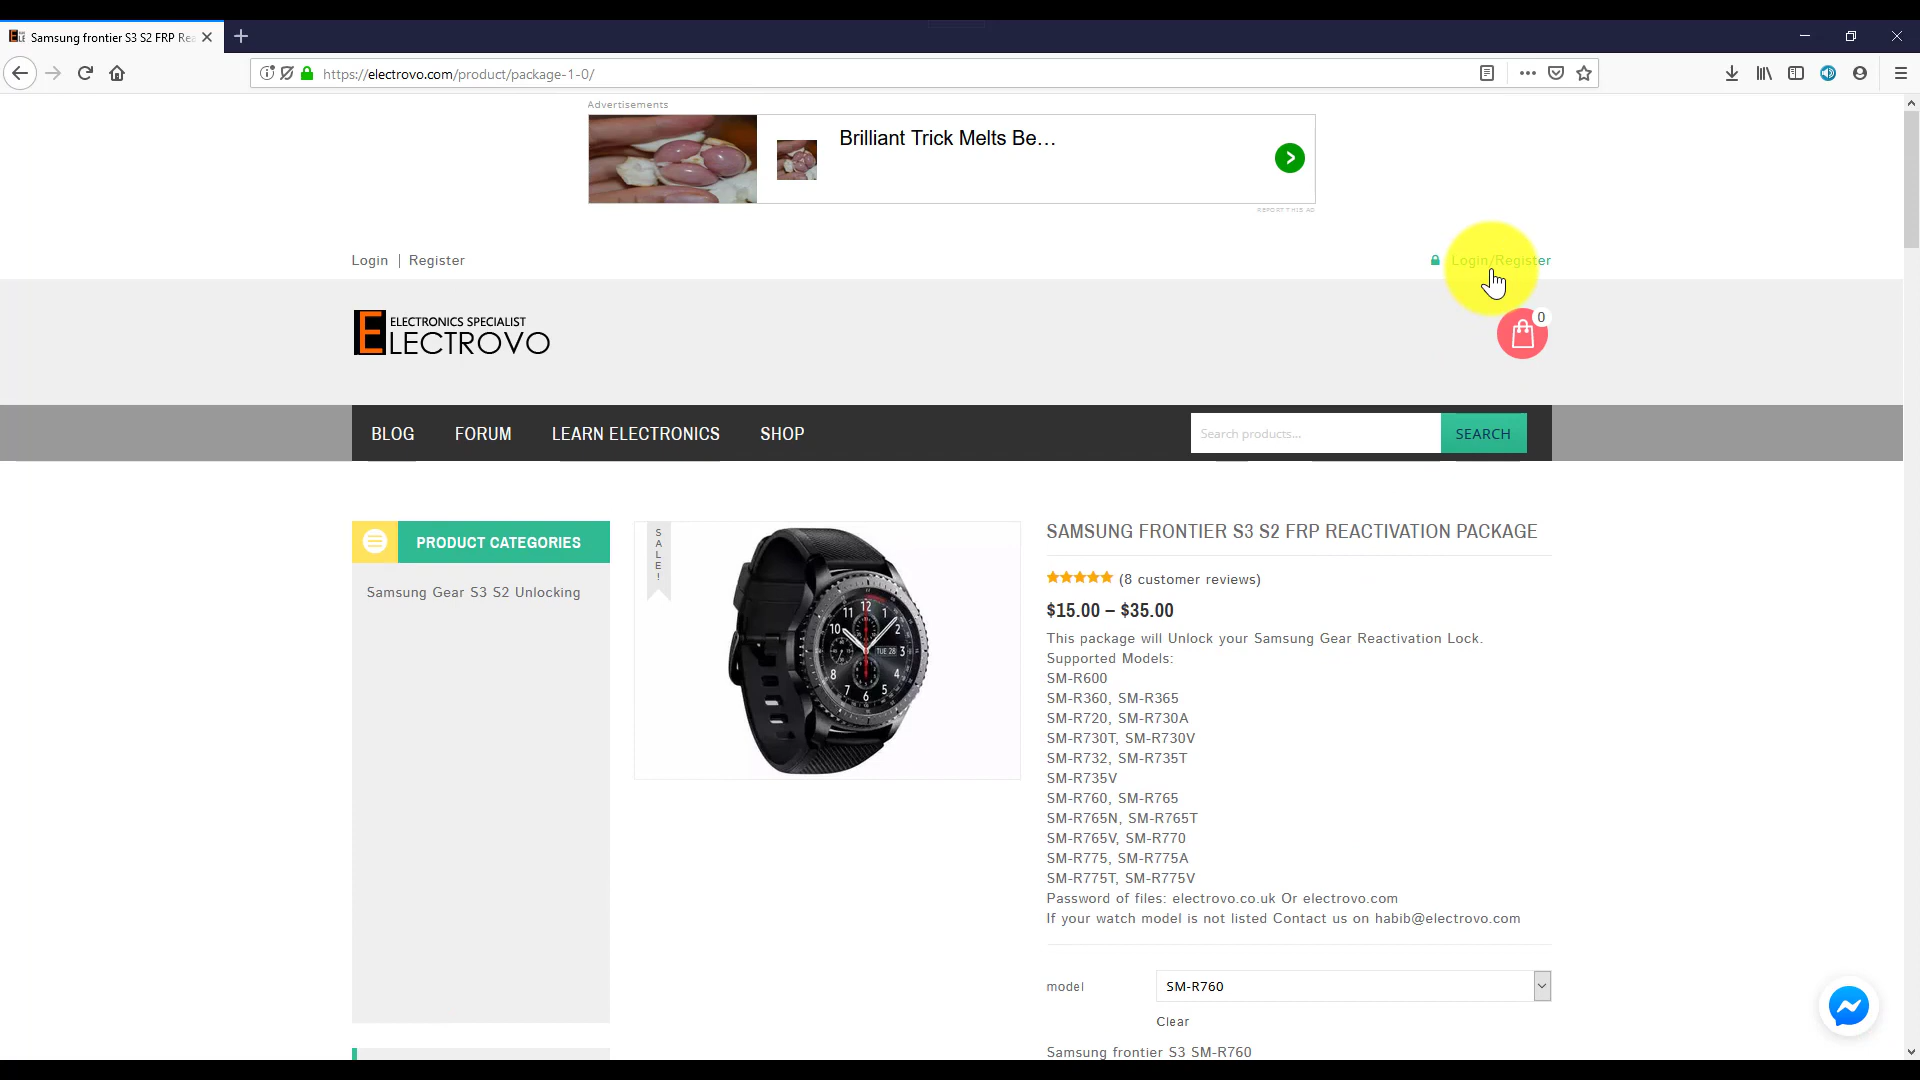 Samsung frontier S3 S2 FRP Rea
https://electrovo.com/product/package-1-0/
Advertisements
Brilliant Trick Melts Be…
REPORT THIS AD
Login | Register
Login/Register
ELECTRONICS SPECIALIST
ELECTROVO
0
BLOG FORUM LEARN ELECTRONICS SHOP
Search products...
SEARCH
PRODUCT CATEGORIES
Samsung Gear S3 S2 Unlocking
SALE!
SAMSUNG FRONTIER S3 S2 FRP REACTIVATION PACKAGE
(8 customer reviews)
$15.00 – $35.00
This package will Unlock your Samsung Gear Reactivation Lock.
Supported Models:
SM-R600
SM-R360, SM-R365
SM-R720, SM-R730A
SM-R730T, SM-R730V
SM-R732, SM-R735T
SM-R735V
SM-R760, SM-R765
SM-R765N, SM-R765T
SM-R765V, SM-R770
SM-R775, SM-R775A
SM-R775T, SM-R775V
Password of files: electrovo.co.uk Or electrovo.com
If your watch model is not listed Contact us on habib@electrovo.com
model
SM-R760
Clear
Samsung frontier S3 SM-R760